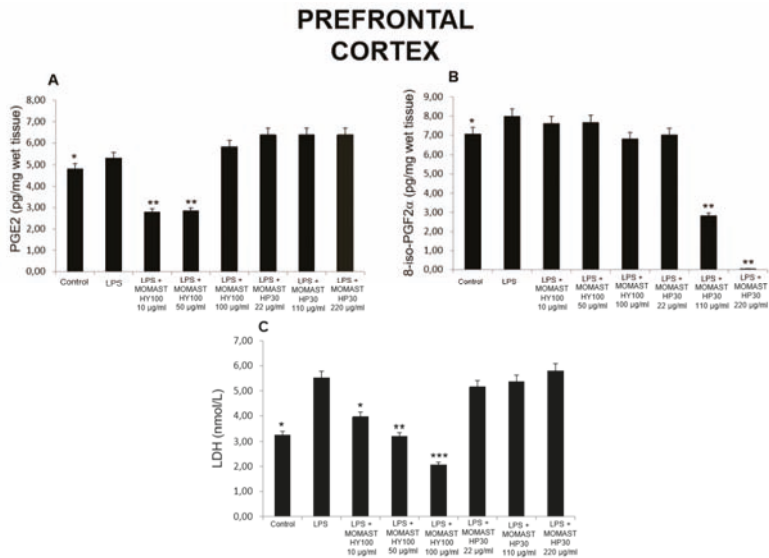 PREFRONTAL
CORTEX
A
PGE2 (pg/mg wet tissue)
8,00
7,00
6,00
5,00
4,00
3,00
2,00
1,00
0,00
*
**
**
Control
LPS
LPS +
MOMAST
HY100
10 µg/ml
LPS +
MOMAST
HY100
50 µg/ml
LPS +
MOMAST
HY100
100 µg/ml
LPS +
MOMAST
HP30
22 µg/ml
LPS +
MOMAST
HP30
110 µg/ml
LPS +
MOMAST
HP30
220 µg/ml
B
8-iso-PGF2α (pg/mg wet tissue)
9,00
8,00
7,00
6,00
5,00
4,00
3,00
2,00
1,00
0,00
*
**
**
Control
LPS
LPS +
MOMAST
HY100
10 µg/ml
LPS +
MOMAST
HY100
50 µg/ml
LPS +
MOMAST
HY100
100 µg/ml
LPS +
MOMAST
HP30
22 µg/ml
LPS +
MOMAST
HP30
110 µg/ml
LPS +
MOMAST
HP30
220 µg/ml
C
LDH (nmol/L)
7,00
6,00
5,00
4,00
3,00
2,00
1,00
0,00
*
*
**
***
Control
LPS
LPS +
MOMAST
HY100
10 µg/ml
LPS +
MOMAST
HY100
50 µg/ml
LPS +
MOMAST
HY100
100 µg/ml
LPS +
MOMAST
HP30
22 µg/ml
LPS +
MOMAST
HP30
110 µg/ml
LPS +
MOMAST
HP30
220 µg/ml